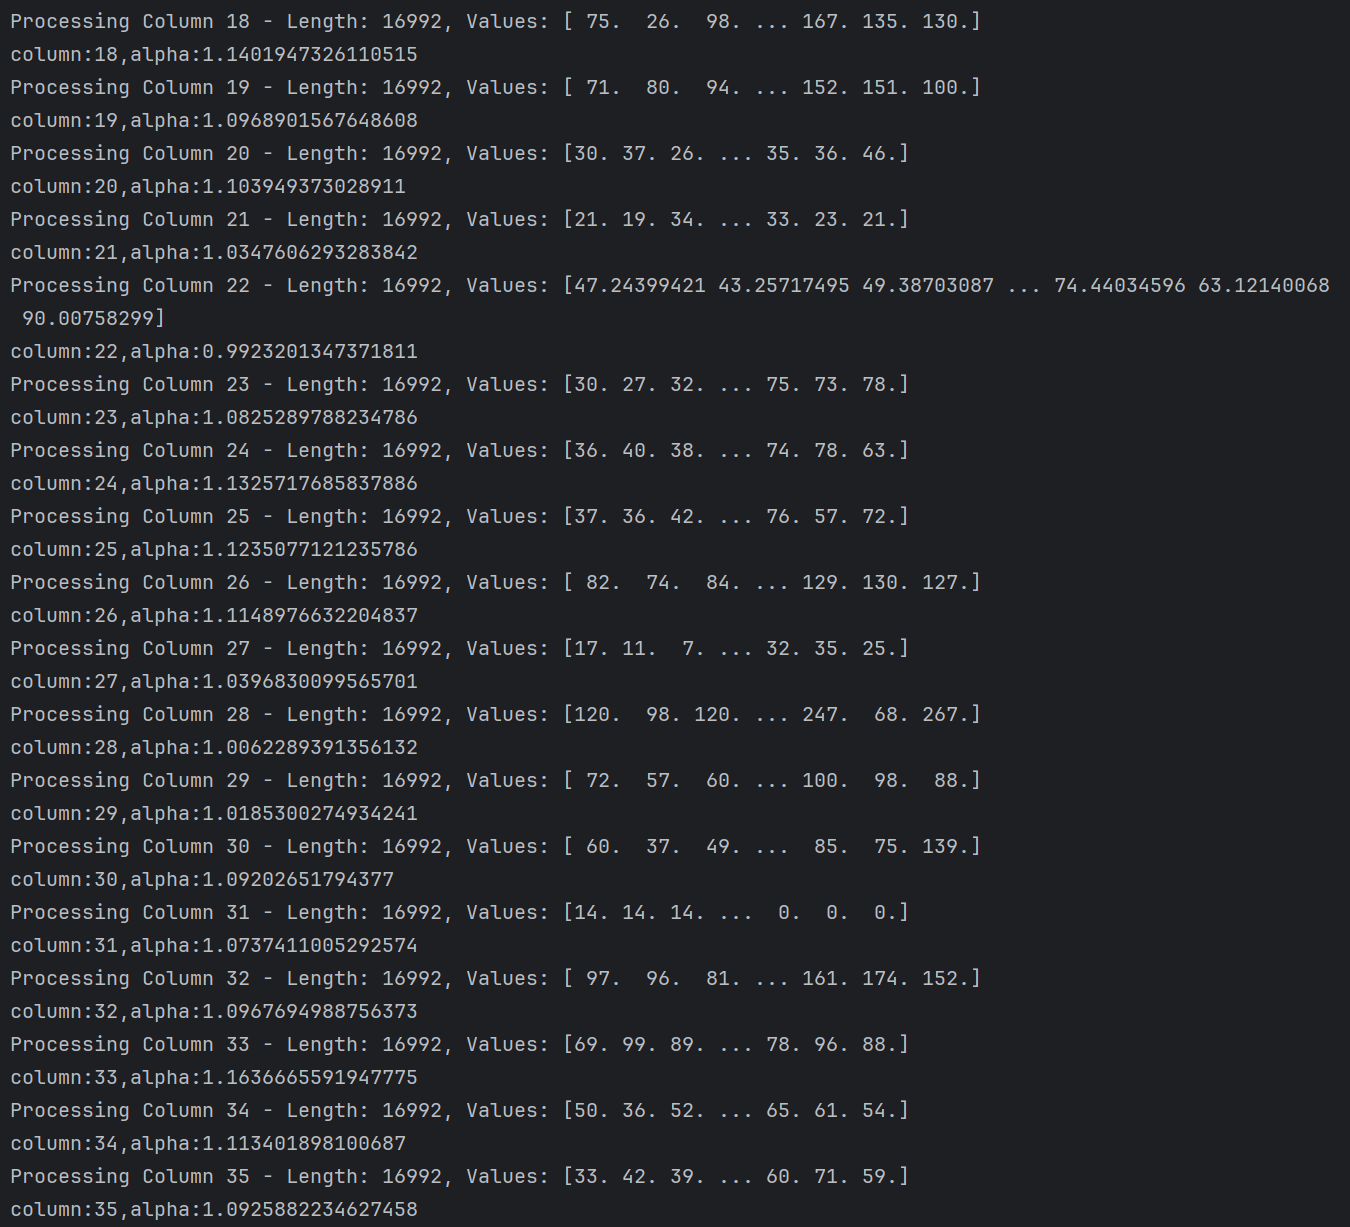 Processing Column 18 - Length: 16992, Values: [ 75.  26.  98. ... 167. 135. 130.]
column:18,alpha:1.1401947326110515
Processing Column 19 - Length: 16992, Values: [ 71.  80.  94. ... 152. 151. 100.]
column:19,alpha:1.0968901567648608
Processing Column 20 - Length: 16992, Values: [30. 37. 26. ... 35. 36. 46.]
column:20,alpha:1.103949373028911
Processing Column 21 - Length: 16992, Values: [21. 19. 34. ... 33. 23. 21.]
column:21,alpha:1.0347606293283842
Processing Column 22 - Length: 16992, Values: [47.24399421 43.25717495 49.38703087 ... 74.44034596 63.12140068
 90.00758299]
column:22,alpha:0.9923201347371811
Processing Column 23 - Length: 16992, Values: [30. 27. 32. ... 75. 73. 78.]
column:23,alpha:1.0825289788234786
Processing Column 24 - Length: 16992, Values: [36. 40. 38. ... 74. 78. 63.]
column:24,alpha:1.1325717685837886
Processing Column 25 - Length: 16992, Values: [37. 36. 42. ... 76. 57. 72.]
column:25,alpha:1.1235077121235786
Processing Column 26 - Length: 16992, Values: [ 82.  74.  84. ... 129. 130. 127.]
column:26,alpha:1.1148976632204837
Processing Column 27 - Length: 16992, Values: [17. 11.  7. ... 32. 35. 25.]
column:27,alpha:1.0396830099565701
Processing Column 28 - Length: 16992, Values: [120.  98. 120. ... 247.  68. 267.]
column:28,alpha:1.0062289391356132
Processing Column 29 - Length: 16992, Values: [ 72.  57.  60. ... 100.  98.  88.]
column:29,alpha:1.0185300274934241
Processing Column 30 - Length: 16992, Values: [ 60.  37.  49. ...  85.  75. 139.]
column:30,alpha:1.09202651794377
Processing Column 31 - Length: 16992, Values: [14. 14. 14. ...  0.  0.  0.]
column:31,alpha:1.0737411005292574
Processing Column 32 - Length: 16992, Values: [ 97.  96.  81. ... 161. 174. 152.]
column:32,alpha:1.0967694988756373
Processing Column 33 - Length: 16992, Values: [69. 99. 89. ... 78. 96. 88.]
column:33,alpha:1.1636665591947775
Processing Column 34 - Length: 16992, Values: [50. 36. 52. ... 65. 61. 54.]
column:34,alpha:1.113401898100687
Processing Column 35 - Length: 16992, Values: [33. 42. 39. ... 60. 71. 59.]
column:35,alpha:1.0925882234627458